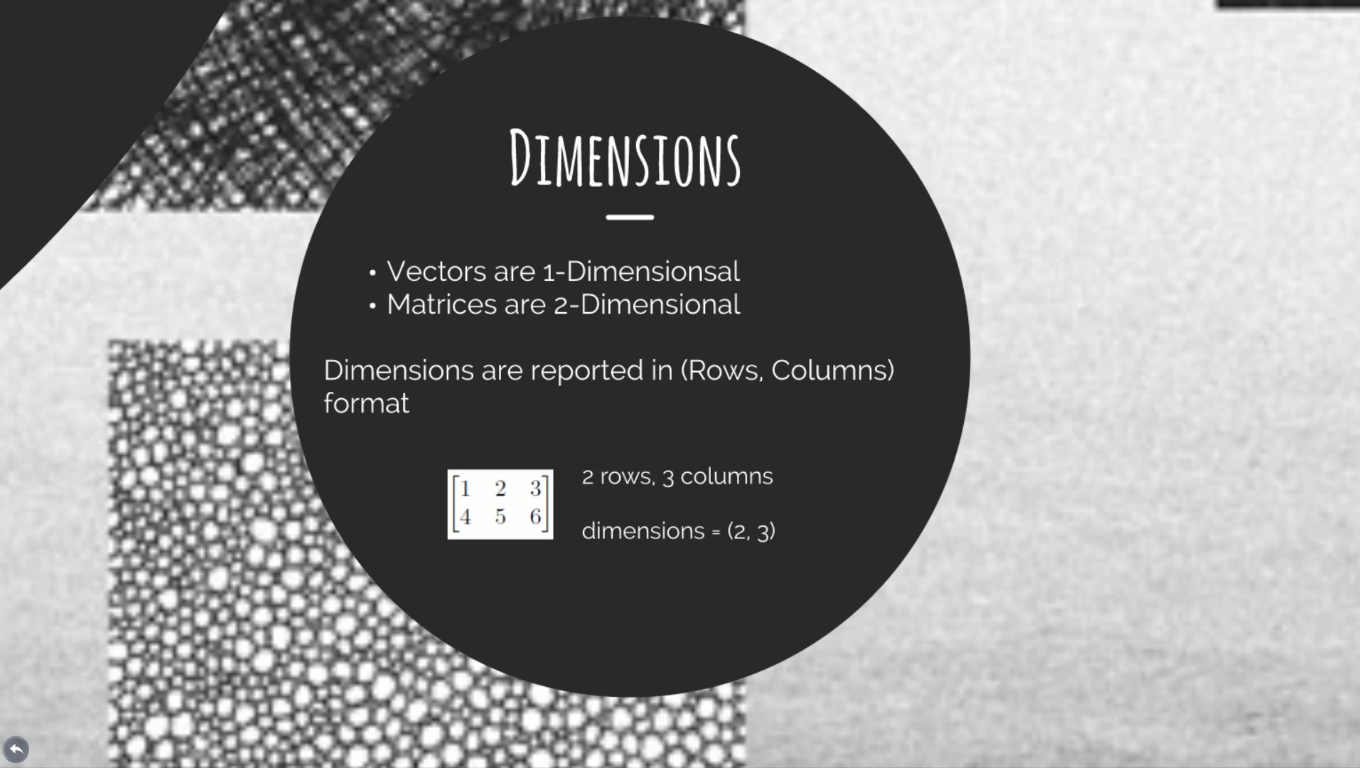 Dimensions
• Vectors are 1-Dimensionsal
• Matrices are 2-Dimensional
Dimensions are reported in (Rows, Columns)
format
1 2 3
4 5 6
2 rows, 3 columns
dimensions = (2, 3)